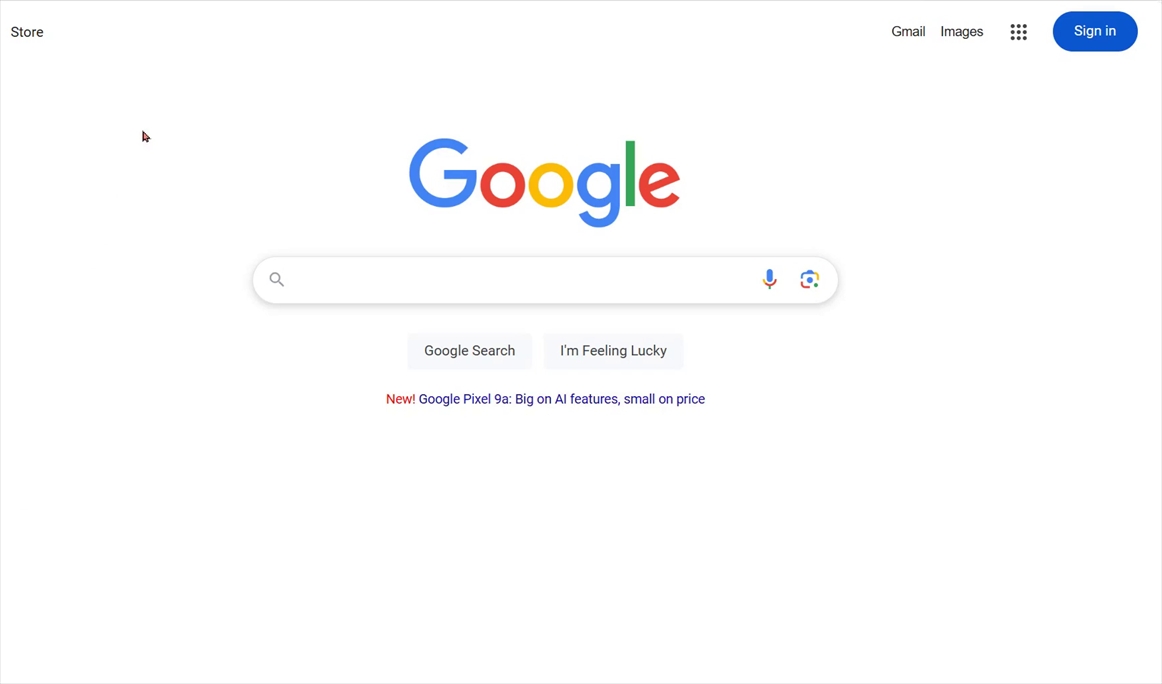 Store
Gmail Images
Sign in
Google
Google Search
I'm Feeling Lucky
New! Google Pixel 9a: Big on AI features, small on price